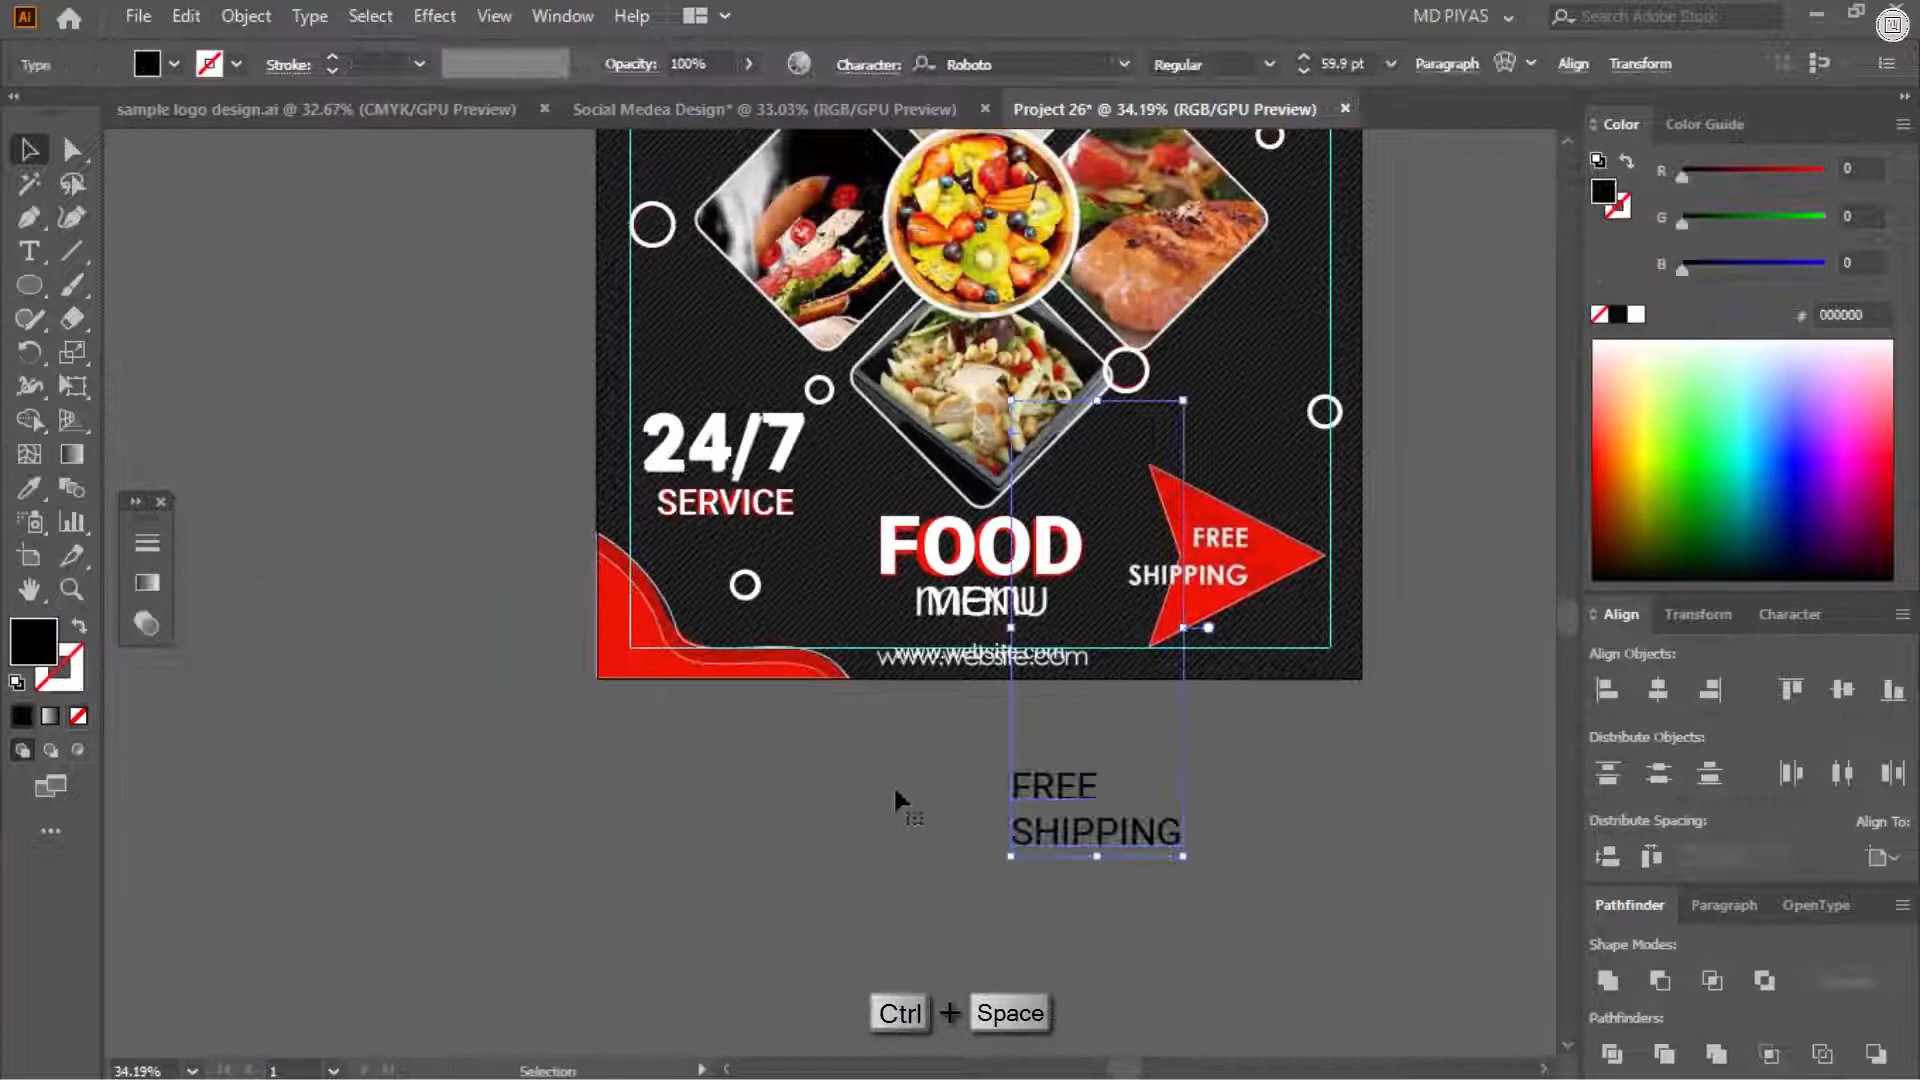 Ai File Edit Object Type Select Effect View Window Help MD PIYAS Search Adobe Stock
Type Stroke: Opacity: 100% Character: Roboto Regular 59.9 pt Paragraph Align Transform
sample logo design.ai @ 32.67% (CMYK/GPU Preview) Social Medea Design* @ 33.03% (RGB/GPU Preview) Project 26* @ 34.19% (RGB/GPU Preview)
Color Color Guide
R 0
G 0
B 0
# 000000
24/7
SERVICE
FOOD
MENU
www.website.com
FREE
SHIPPING
FREE
SHIPPING
Align Transform Character
Align Objects:
Distribute Objects:
Distribute Spacing: Align To:
Pathfinder Paragraph OpenType
Shape Modes:
Pathfinders:
Ctrl + Space
34.19% 1 Selection